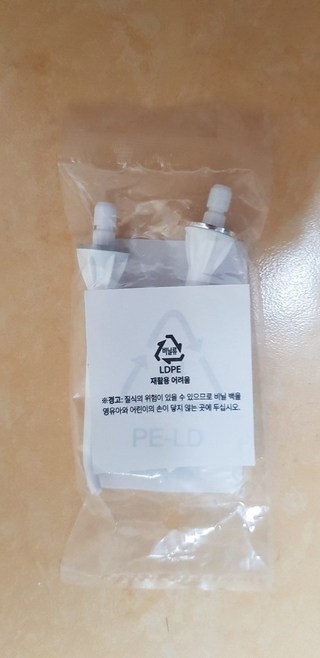 비닐류
LDPE
재활용 어려움
※경고: 질식의 위험이 있을 수 있으므로 비닐 백을
영유아와 어린이의 손이 닿지 않는 곳에 두십시오.
PE-LD